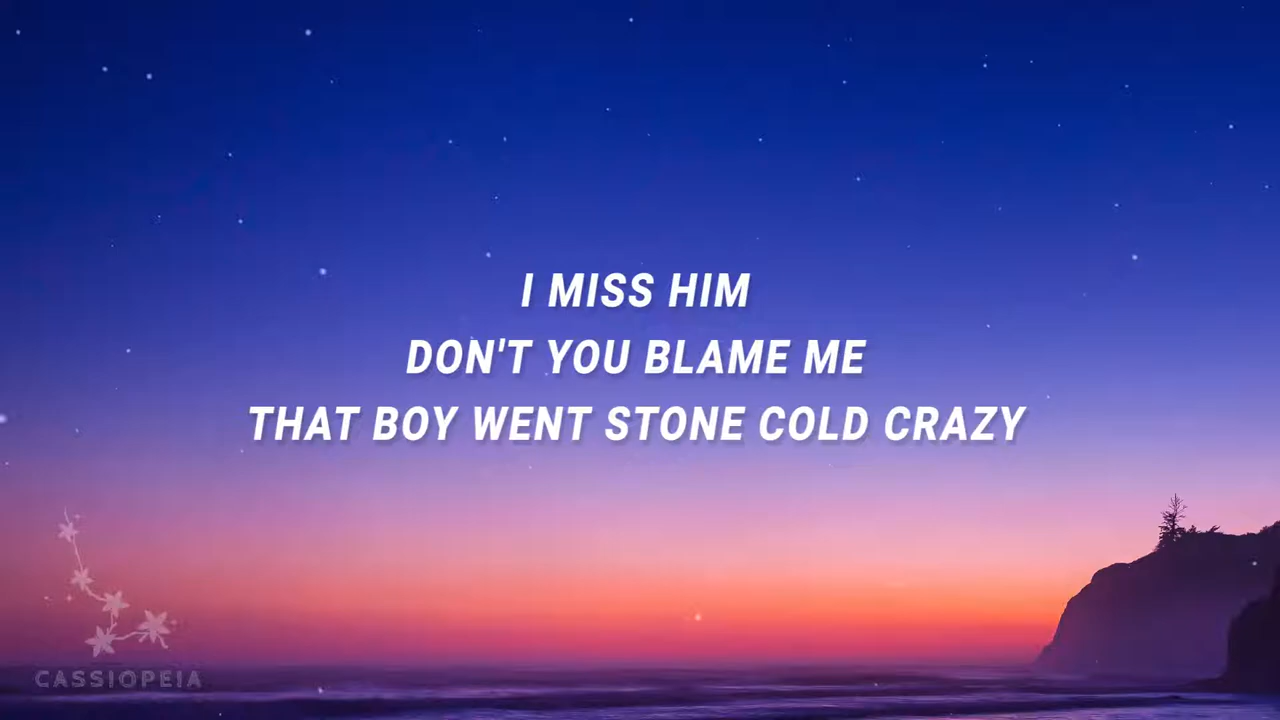 I MISS HIM
DON'T YOU BLAME ME
THAT BOY WENT STONE COLD CRAZY
CASSIOPEIA